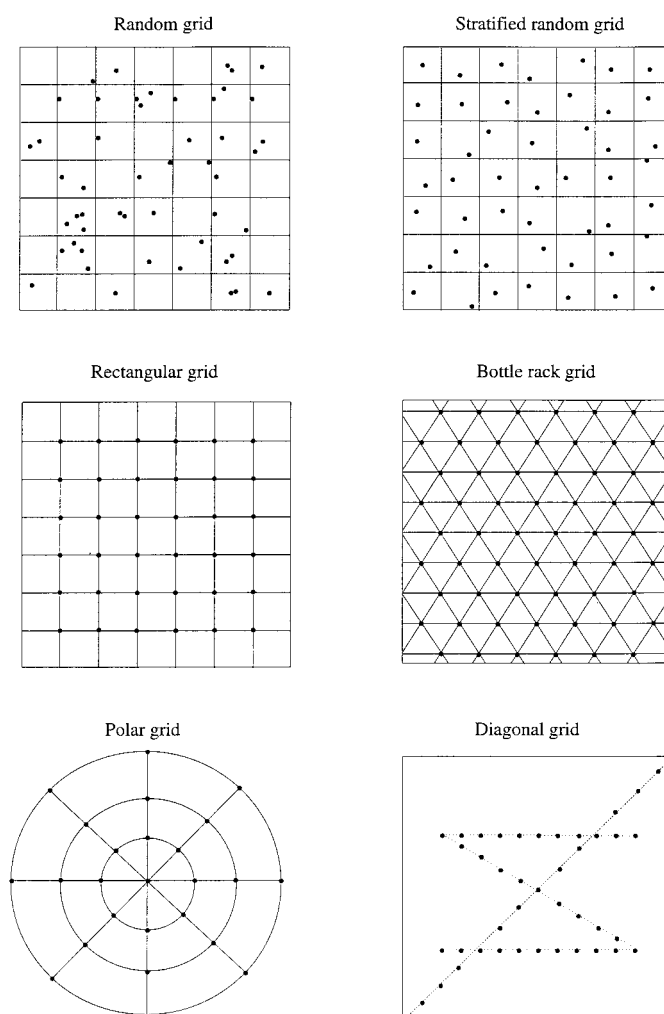 Random grid
Stratified random grid
Rectangular grid
Bottle rack grid
Polar grid
Diagonal grid